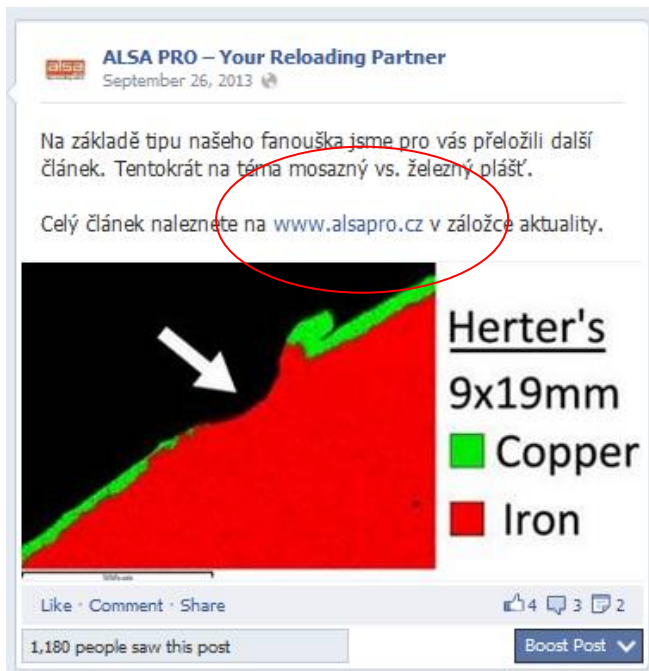 alsa
ALSA PRO – Your Reloading Partner
September 26, 2013
Na základě tipu našeho fanouška jsme pro vás přeložili další
článek. Tentokrát na téma mosazný vs. železný plášť.
Celý článek naleznete na www.alsapro.cz v záložce aktuality.
Herter's
9x19mm
Copper
Iron
Like · Comment · Share
4 3 2
1,180 people saw this post
Boost Post